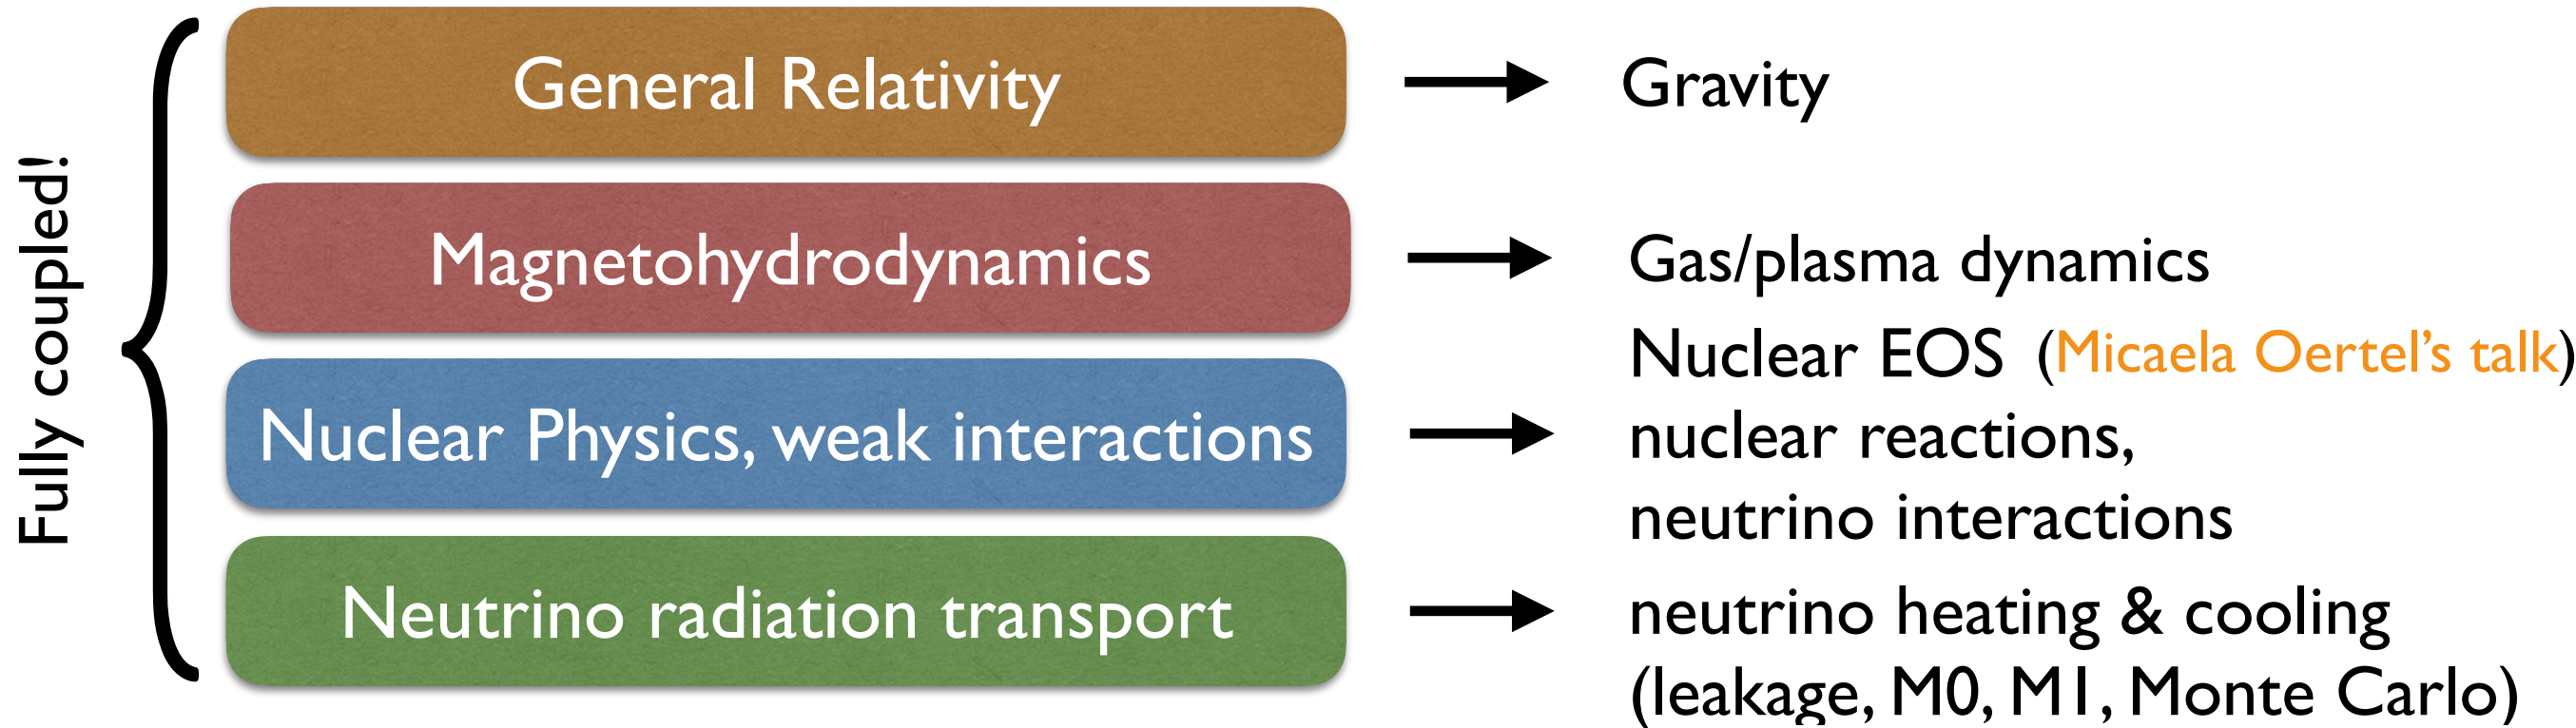 Fully coupled!
General Relativity
Gravity
Magnetohydrodynamics
Gas/plasma dynamics
Nuclear EOS (Micaela Oertel’s talk)
Nuclear Physics, weak interactions
nuclear reactions,
neutrino interactions
Neutrino radiation transport
neutrino heating & cooling
(leakage, M0, M1, Monte Carlo)